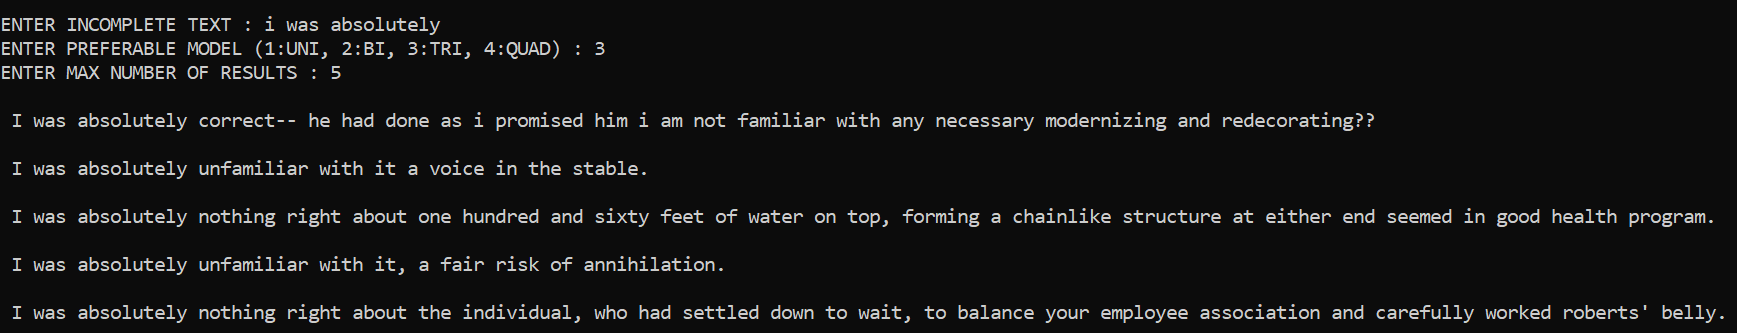 ENTER INCOMPLETE TEXT : i was absolutely
ENTER PREFERABLE MODEL (1:UNI, 2:BI, 3:TRI, 4:QUAD) : 3
ENTER MAX NUMBER OF RESULTS : 5
I was absolutely correct-- he had done as i promised him i am not familiar with any necessary modernizing and redecorating??
I was absolutely unfamiliar with it a voice in the stable.
I was absolutely nothing right about one hundred and sixty feet of water on top, forming a chainlike structure at either end seemed in good health program.
I was absolutely unfamiliar with it, a fair risk of annihilation.
I was absolutely nothing right about the individual, who had settled down to wait, to balance your employee association and carefully worked roberts' belly.